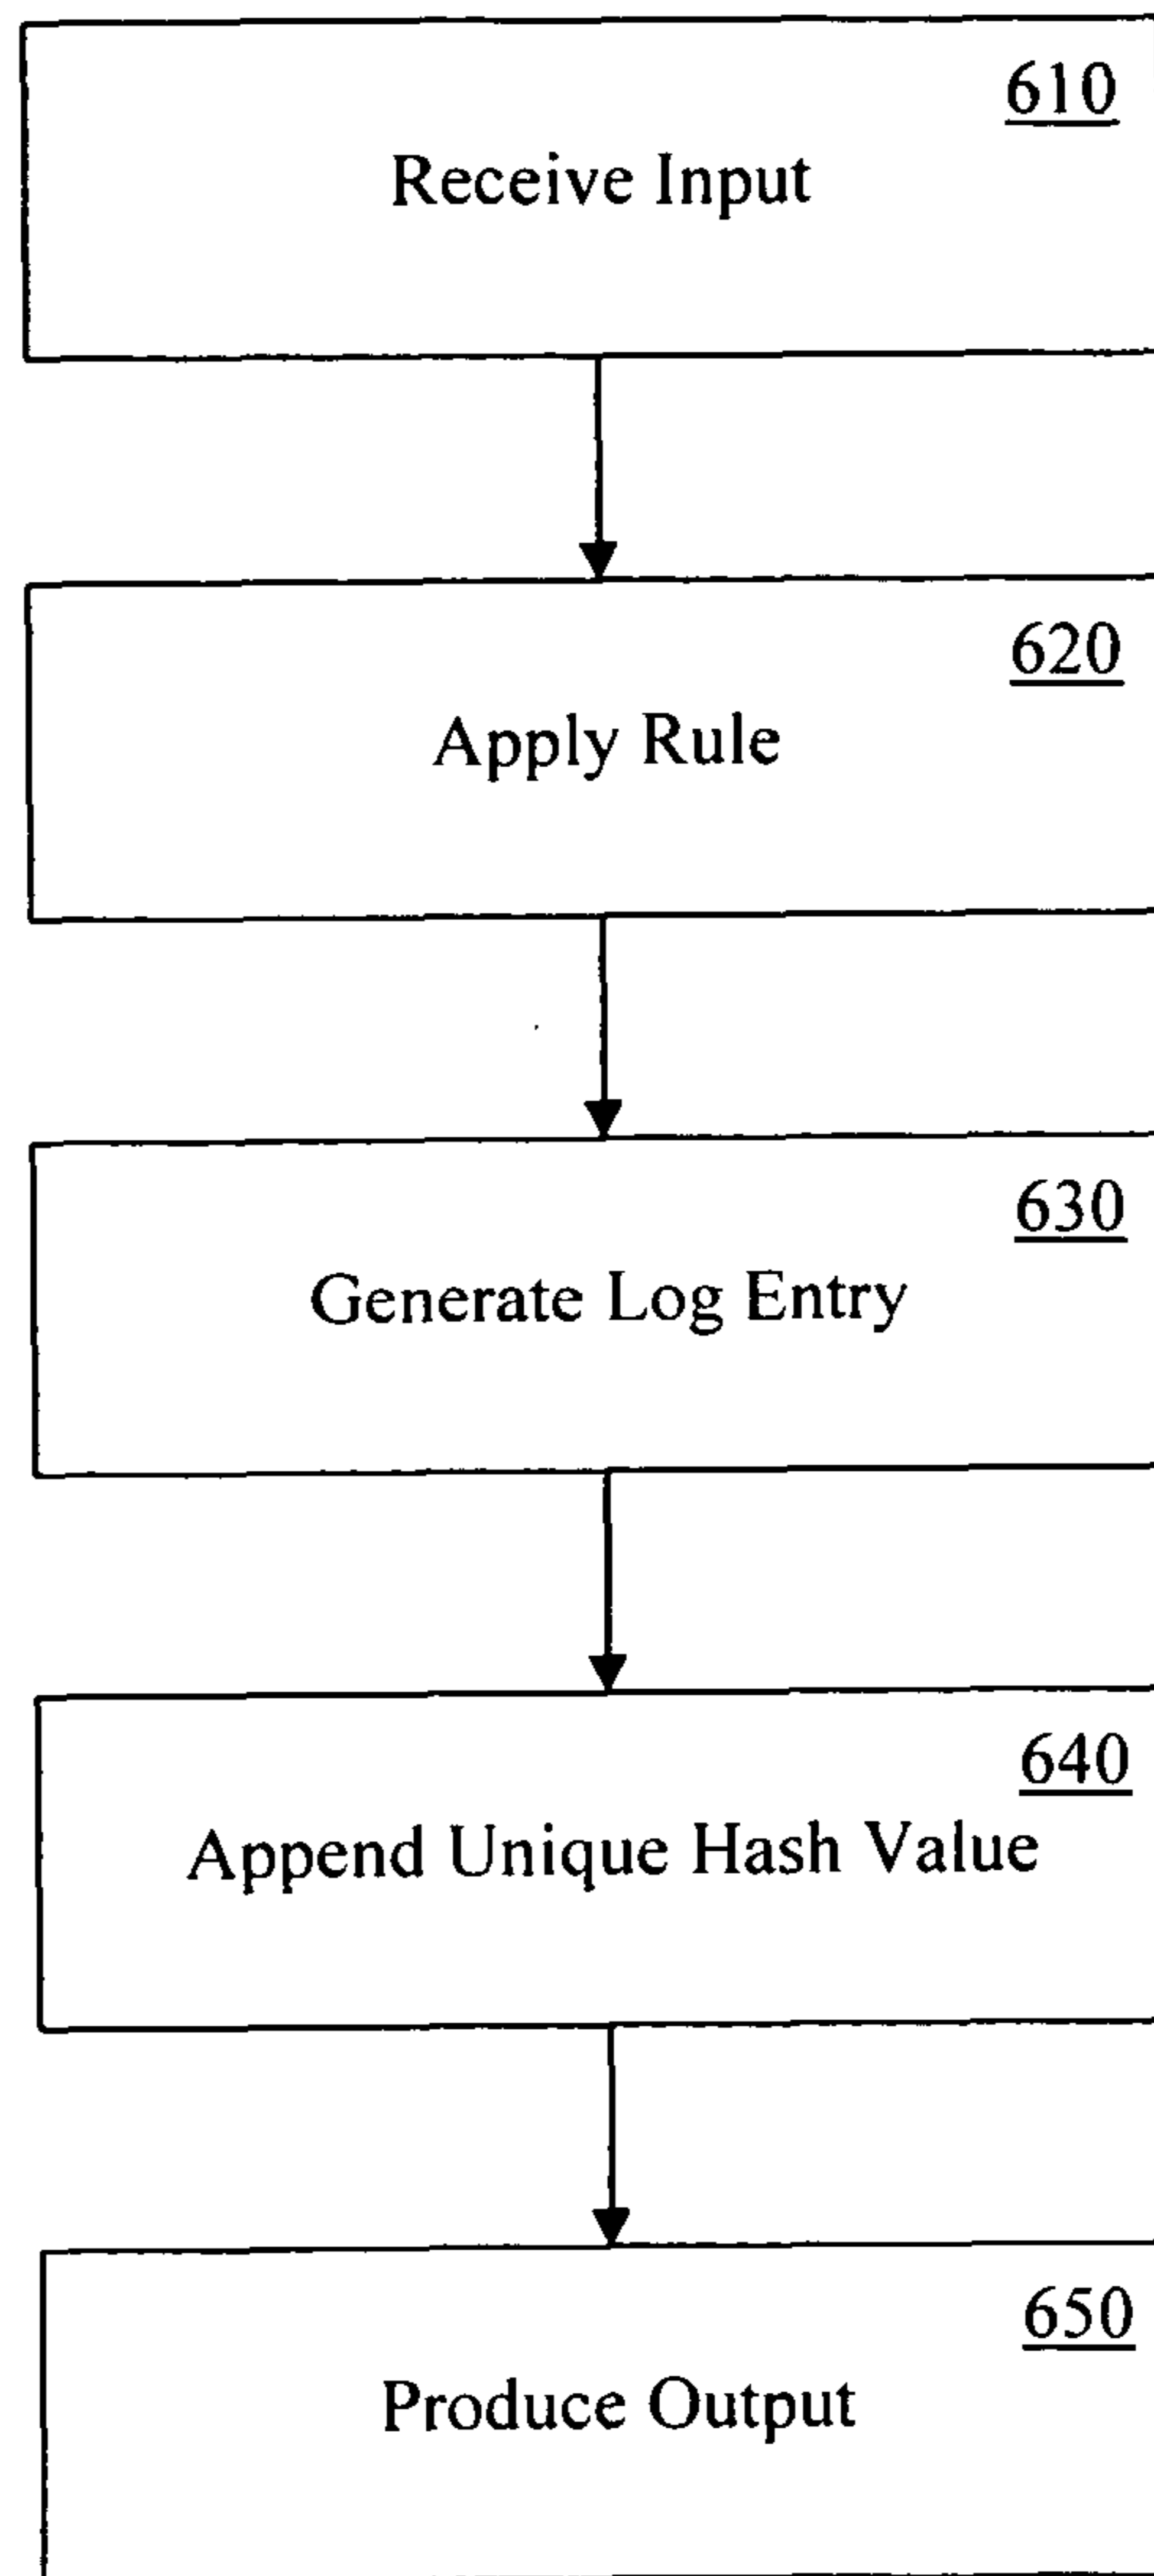 610
Receive Input
620
Apply Rule
630
Generate Log Entry
640
Append Unique Hash Value
650
Produce Output